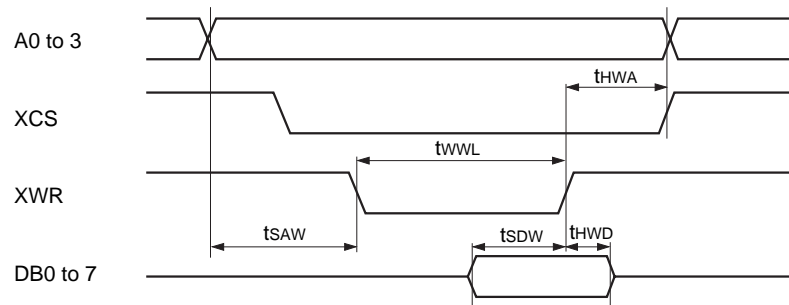 A0 to 3
tHWA
XCS
tWWL
XWR
tSAW
tSDW
tHWD
DB0 to 7